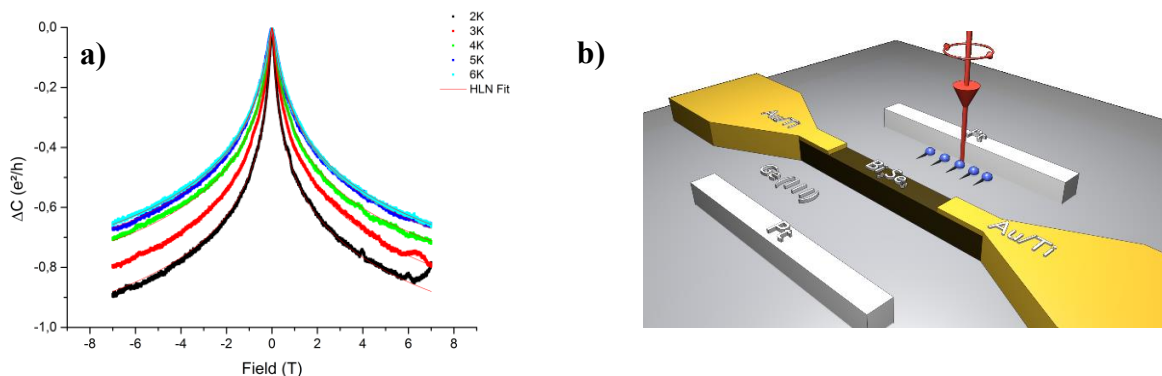 a)
2K
3K
4K
5K
6K
HLN Fit
ΔC (e²/h)
0,0
-0,2
-0,4
-0,6
-0,8
-1,0
-8 -6 -4 -2 0 2 4 6 8
Field (T)
b)
Au/Ti
Pt
Bi₂Se₃
Ge(111)
Pt
Au/Ti